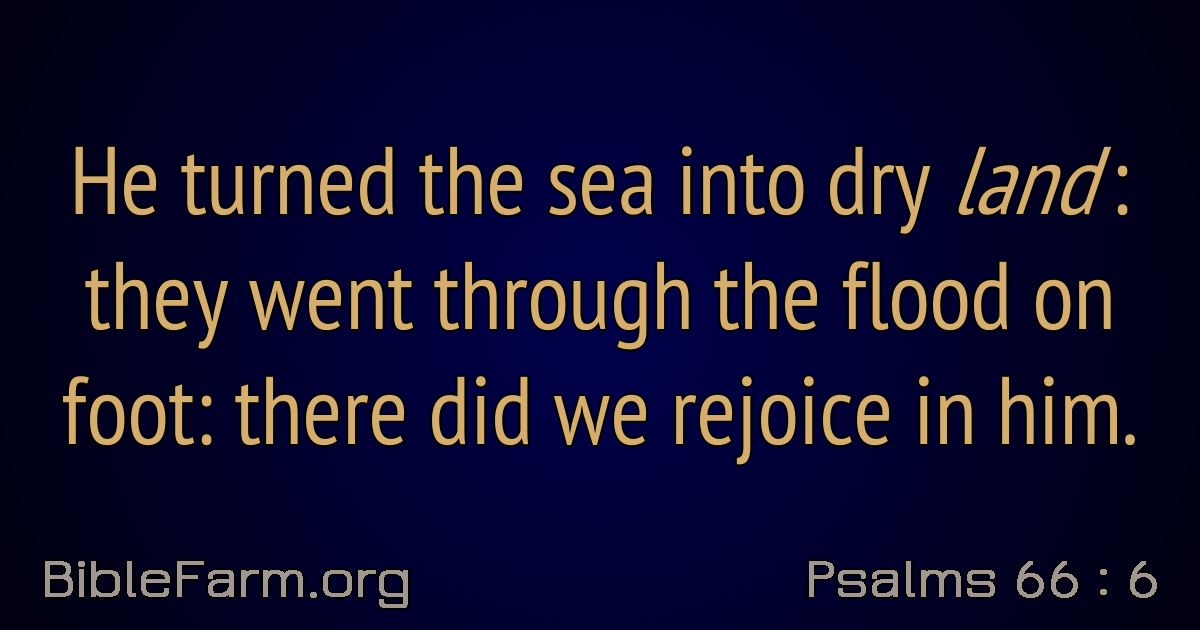 He turned the sea into dry land:
they went through the flood on
foot: there did we rejoice in him.
BibleFarm.org
Psalms 66 : 6